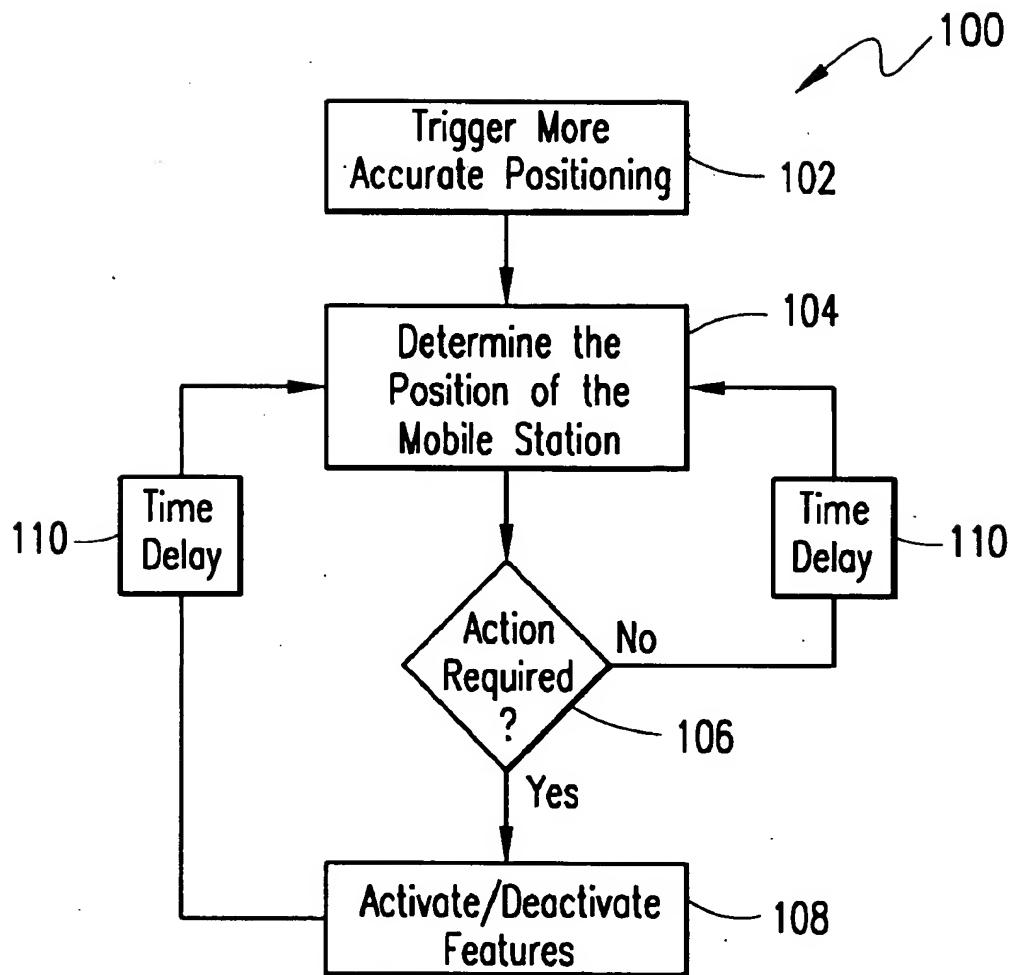 100
Trigger More
Accurate Positioning
102
104
Determine the
Position of the
Mobile Station
Time
Delay
110
Time
Delay
110
Action
Required
?
No
106
Yes
Activate/Deactivate
Features
108